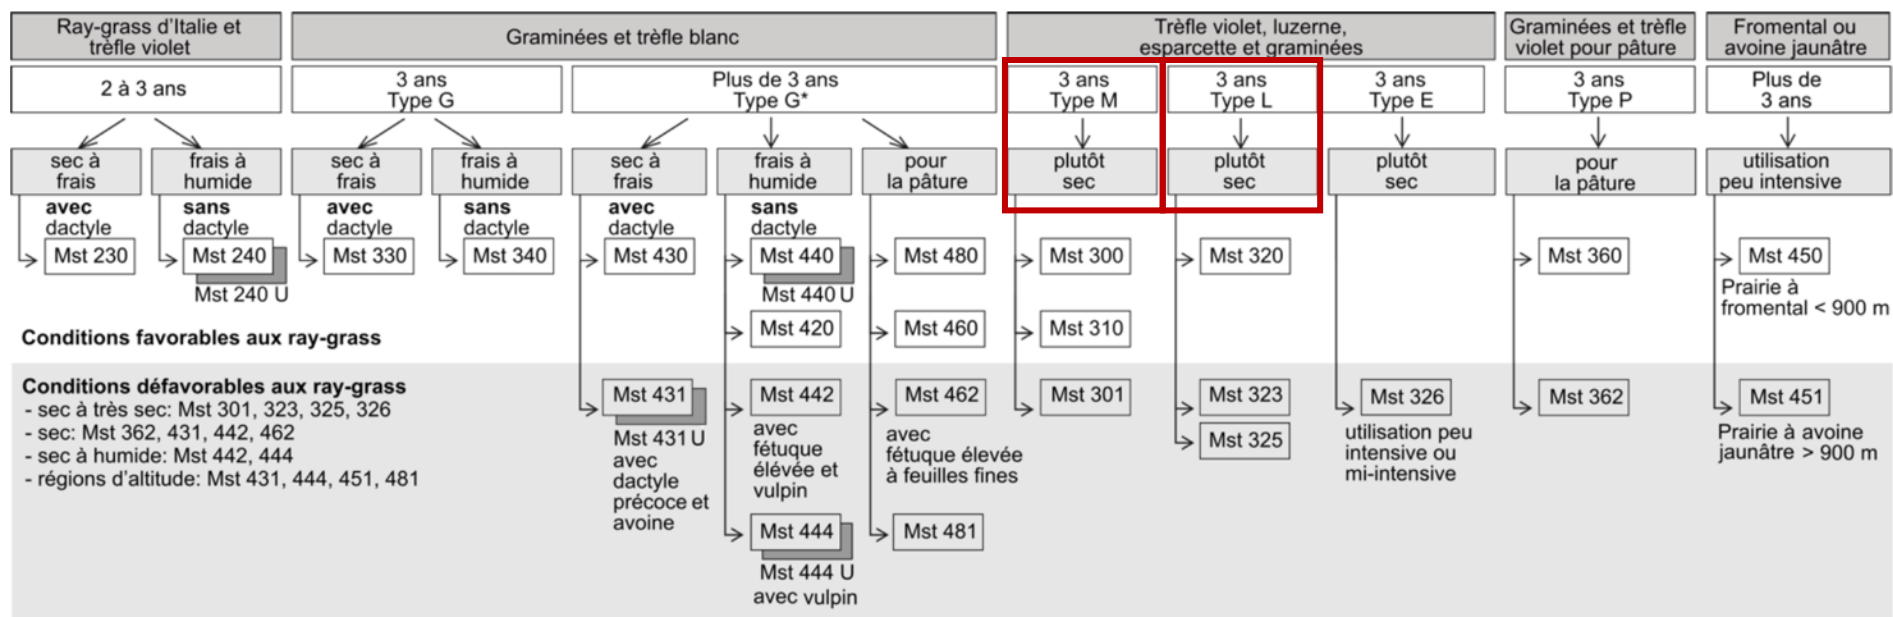 Ray-grass d'Italie et
trèfle violet
Graminées et trèfle blanc
Trèfle violet, luzerne,
esparcette et graminées
Graminées et trèfle
violet pour pâture
Fromental ou
avoine jaunâtre
2 à 3 ans
3 ans
Type G
Plus de 3 ans
Type G*
3 ans
Type M
3 ans
Type L
3 ans
Type E
3 ans
Type P
Plus de
3 ans
sec à
frais
frais à
humide
sec à
frais
frais à
humide
sec à
frais
frais à
humide
pour
la pâture
plutôt
sec
plutôt
sec
plutôt
sec
pour
la pâture
utilisation
peu intensive
avec
dactyle
sans
dactyle
avec
dactyle
sans
dactyle
avec
dactyle
sans
dactyle
Mst 230
Mst 240
Mst 240 U
Mst 330
Mst 340
Mst 430
Mst 440
Mst 440 U
Mst 480
Mst 300
Mst 320
Mst 360
Mst 450
Prairie à
fromental < 900 m
Mst 420
Mst 460
Mst 310
Conditions favorables aux ray-grass
Conditions défavorables aux ray-grass
- sec à très sec: Mst 301, 323, 325, 326
- sec: Mst 362, 431, 442, 462
- sec à humide: Mst 442, 444
- régions d'altitude: Mst 431, 444, 451, 481
Mst 431
Mst 431 U
avec
dactyle
précoce et
avoine
Mst 442
avec
fétuque
élévée et
vulpin
Mst 444
Mst 444 U
avec vulpin
Mst 462
avec
fétuque élevée
à feuilles fines
Mst 481
Mst 301
Mst 323
Mst 325
Mst 326
utilisation peu
intensive ou
mi-intensive
Mst 362
Mst 451
Prairie à avoine
jaunâtre > 900 m